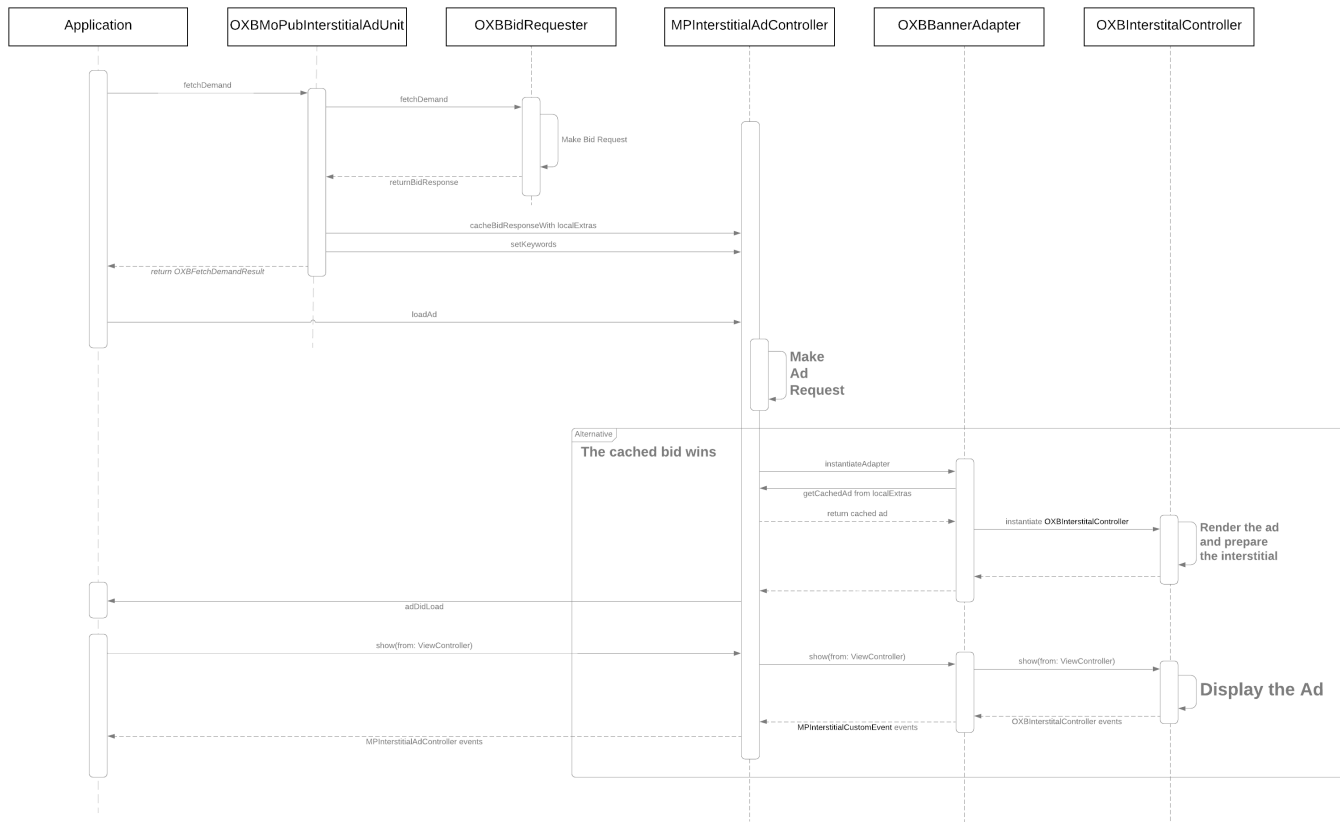 Application
OXBMoPubInterstitialAdUnit
OXBBidRequester
MPInterstitialAdController
OXBBannerAdapter
OXBInterstitalController
fetchDemand
fetchDemand
Make Bid Request
returnBidResponse
cacheBidResponseWith localExtras
setKeywords
return OXBFetchDemandResult
loadAd
Make
Ad
Request
Alternative
The cached bid wins
instantiateAdapter
getCachedAd from localExtras
return cached ad
instantiate OXBInterstitalController
Render the ad
and prepare
the interstitial
adDidLoad
show(from: ViewController)
show(from: ViewController)
show(from: ViewController)
Display the Ad
OXBInterstitalController events
MPInterstitialCustomEvent events
MPInterstitialAdController events